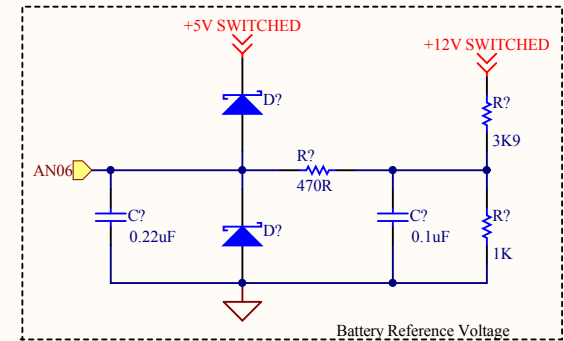 +5V SWITCHED
+12V SWITCHED
D?
R?
3K9
AN06
R?
470R
C?
0.22uF
D?
C?
0.1uF
R?
1K
Battery Reference Voltage